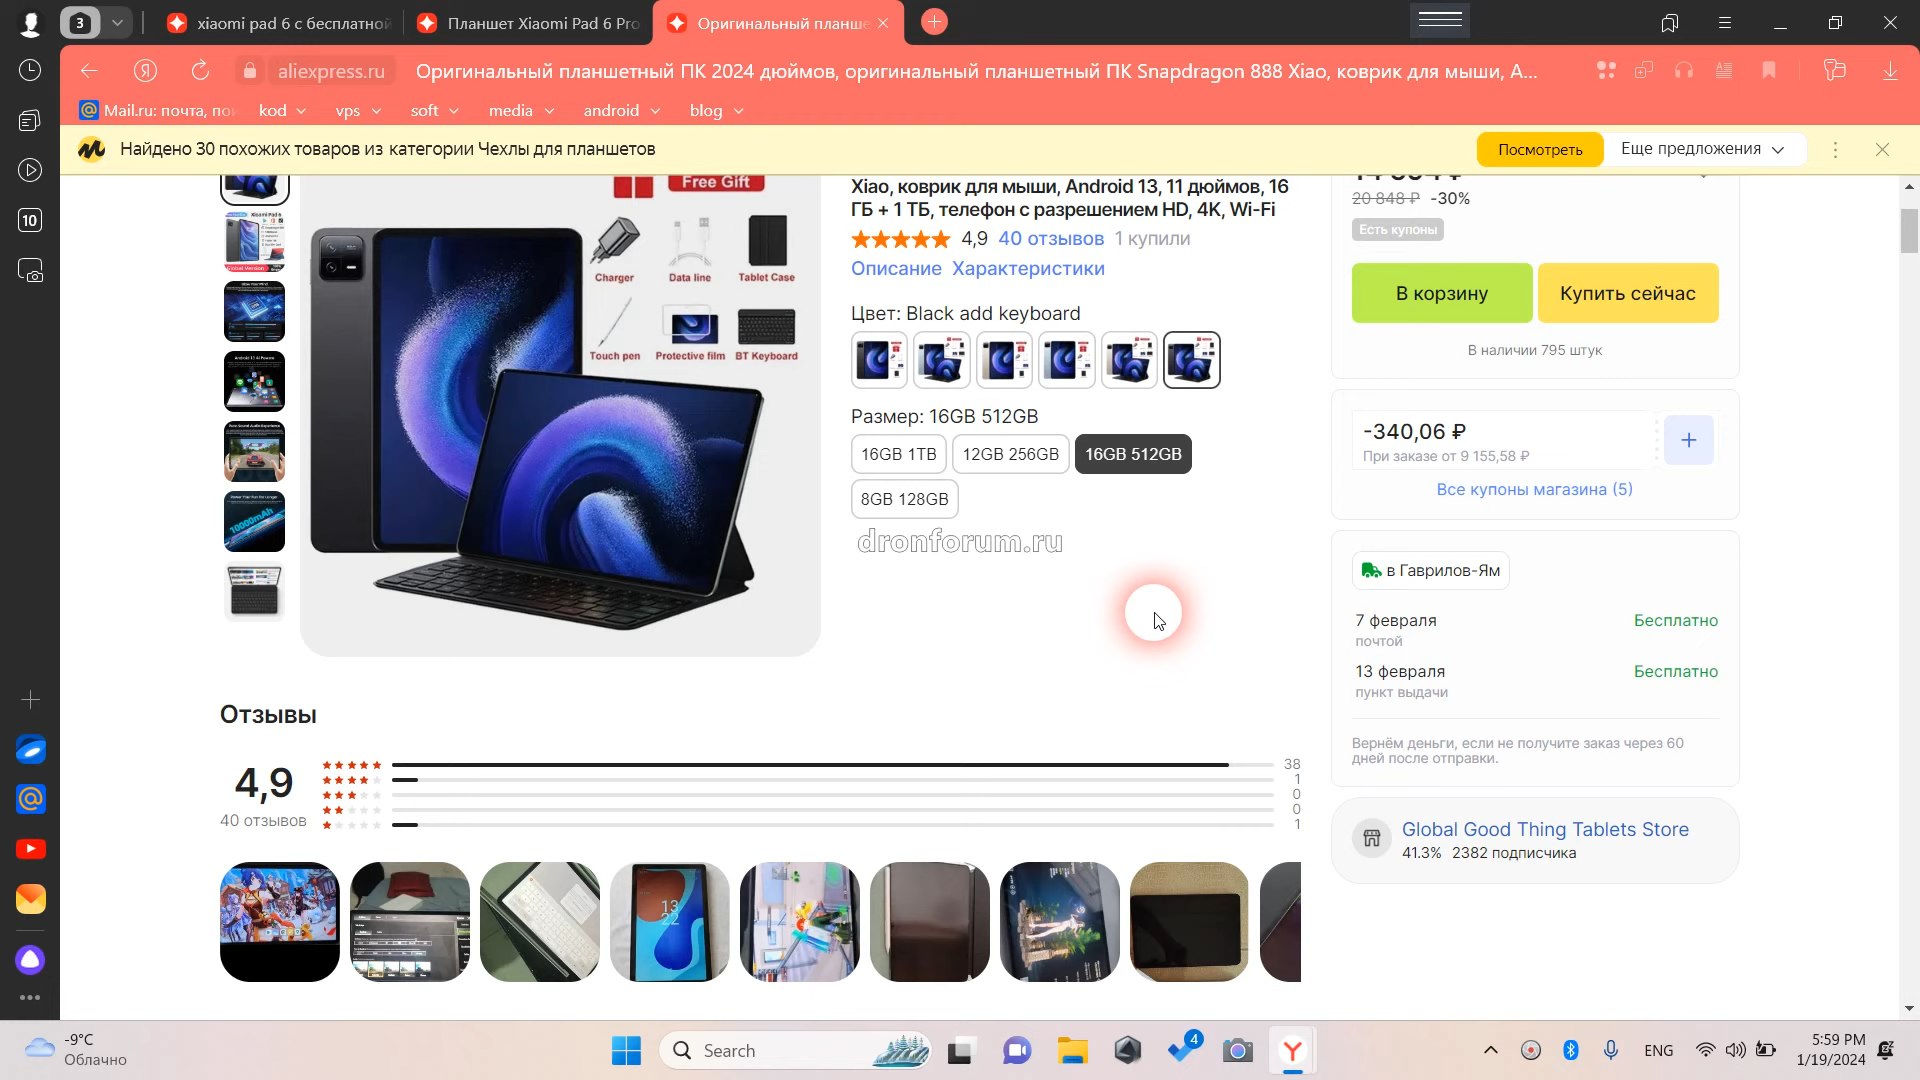 3
xiaomi pad 6 с бесплатной
Планшет Xiaomi Pad 6 Pro
Оригинальный планше
aliexpress.ru
Оригинальный планшетный ПК 2024 дюймов, оригинальный планшетный ПК Snapdragon 888 Xiao, коврик для мыши, А...
Mail.ru: почта, по
kod
vps
soft
media
android
blog
Найдено 30 похожих товаров из категории Чехлы для планшетов
Посмотреть
Еще предложения
10
Free Gift
Charger
Data line
Tablet Case
Touch pen
Protective film
BT Keyboard
Xiaomi Pad 6
10000mAh
Xiao, коврик для мыши, Android 13, 11 дюймов, 16
ГБ + 1 ТБ, телефон с разрешением HD, 4K, Wi-Fi
4,9 40 отзывов 1 купили
Описание Характеристики
Цвет: Black add keyboard
Размер: 16GB 512GB
16GB 1TB
12GB 256GB
16GB 512GB
8GB 128GB
dronforum.ru
20 848 ₽ -30%
Есть купоны
В корзину
Купить сейчас
В наличии 795 штук
-340,06 ₽
При заказе от 9 155,58 ₽
Все купоны магазина (5)
в Гаврилов-Ям
7 февраля
Бесплатно
почтой
13 февраля
Бесплатно
пункт выдачи
Вернём деньги, если не получите заказ через 60
дней после отправки.
Global Good Thing Tablets Store
41.3% 2382 подписчика
Отзывы
4,9
40 отзывов
38
1
0
0
1
13
22
-9°C
Облачно
Search
4
ENG
5:59 PM
1/19/2024